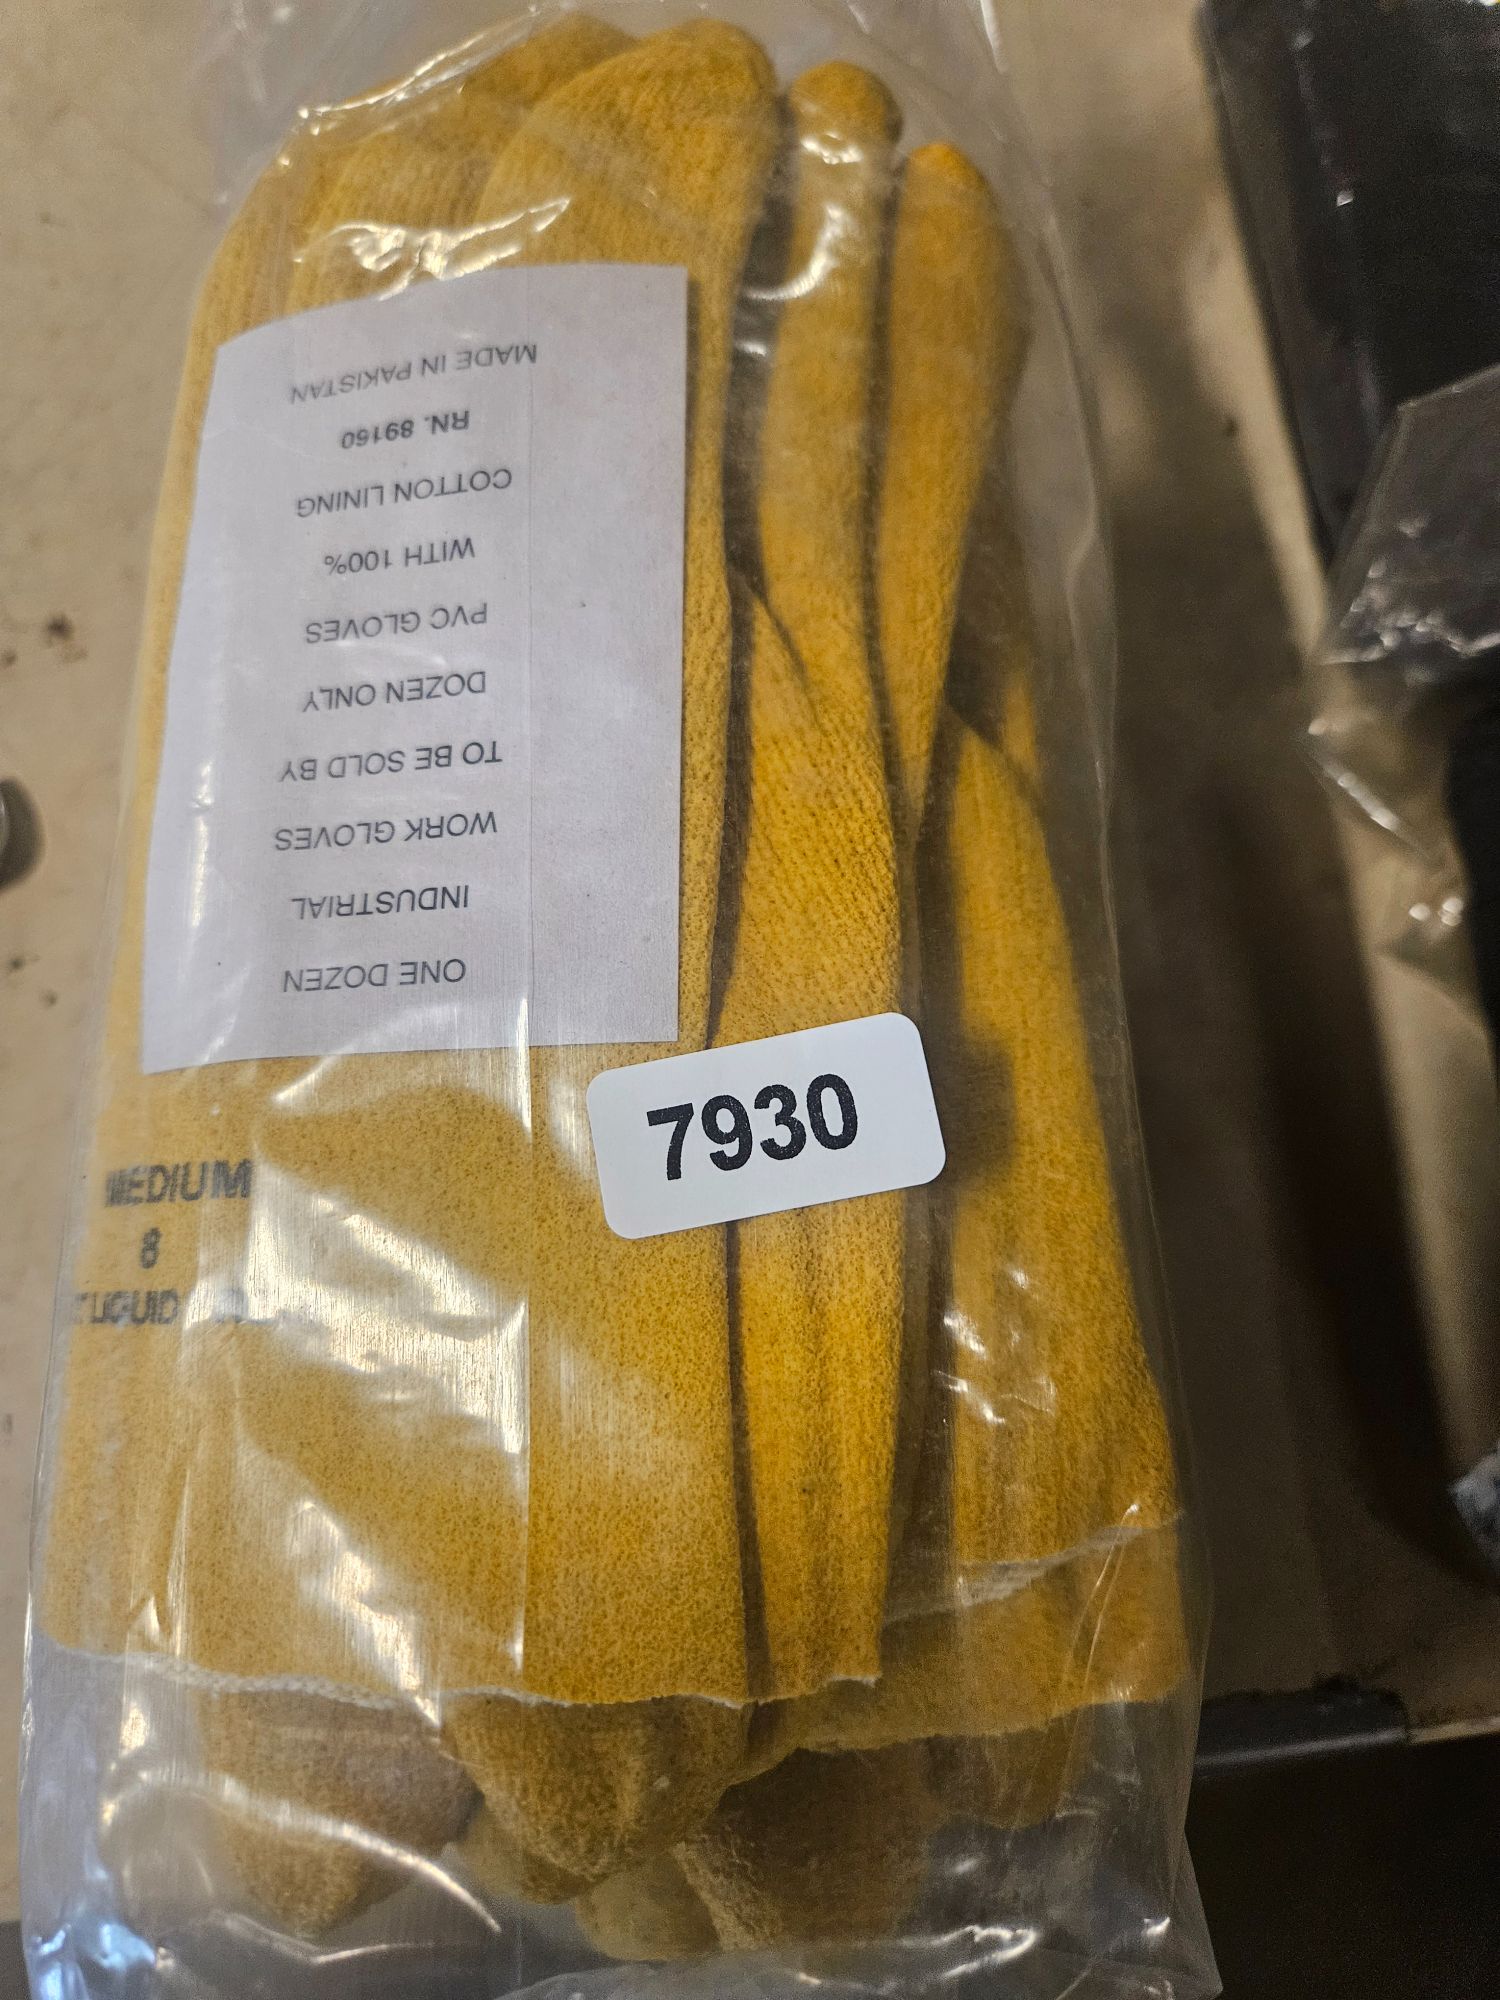 ONE DOZEN
INDUSTRIAL
WORK GLOVES
TO BE SOLD BY
DOZEN ONLY
PVC GLOVES
WITH 100%
COTTON LINING
RN. 89160
MADE IN PAKISTAN
7930
MEDIUM
8
LIQUID